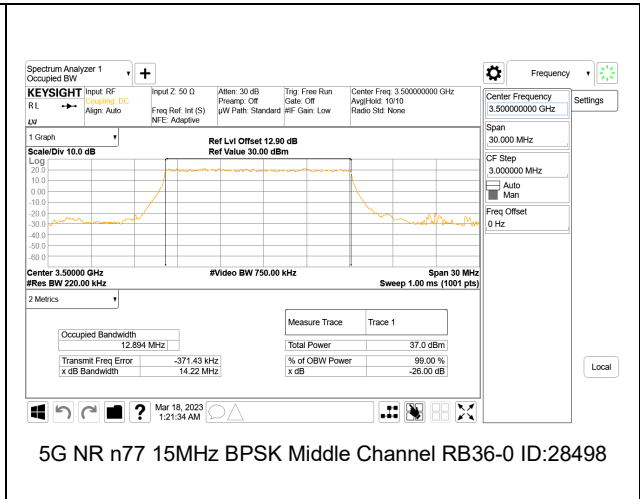 Spectrum Analyzer 1
Occupied BW
+
Frequency
KEYSIGHT
Input: RF
Coupling: DC
Align: Auto
Input Z: 50 Ω
Freq Ref: Int (S)
NFE: Adaptive
Atten: 30 dB
Preamp: Off
µW Path: Standard
Trig: Free Run
Gate: Off
#IF Gain: Low
Center Freq: 3.500000000 GHz
Avg|Hold: 10/10
Radio Std: None
R L
LXI
Center Frequency
3.500000000 GHz
Settings
Span
30.000 MHz
CF Step
3.000000 MHz
Auto
Man
Freq Offset
0 Hz
1 Graph
Scale/Div 10.0 dB
Ref Lvl Offset 12.90 dB
Ref Value 30.00 dBm
Log
20.0
10.0
0.00
-10.0
-20.0
-30.0
-40.0
-50.0
-60.0
Center 3.50000 GHz
#Video BW 750.00 kHz
Span 30 MHz
#Res BW 220.00 kHz
Sweep 1.00 ms (1001 pts)
2 Metrics
Measure Trace
Trace 1
Occupied Bandwidth
12.894 MHz
Total Power
37.0 dBm
Transmit Freq Error
-371.43 kHz
% of OBW Power
99.00 %
x dB Bandwidth
14.22 MHz
x dB
-26.00 dB
Local
?
Mar 18, 2023
1:21:34 AM
5G NR n77 15MHz BPSK Middle Channel RB36-0 ID:28498